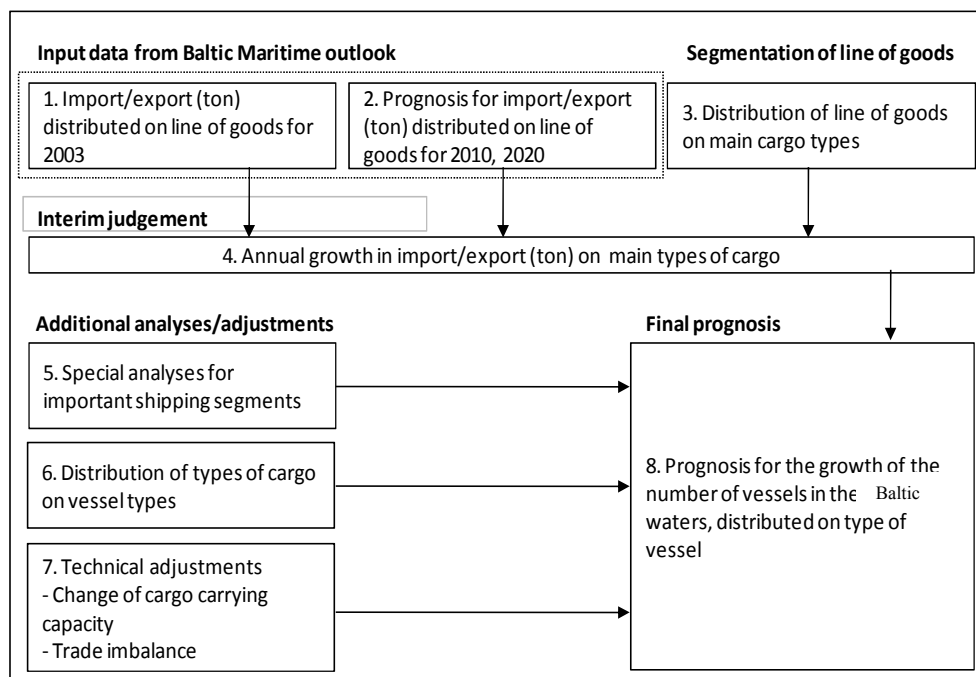 Input data from Baltic Maritime outlook
Segmentation of line of goods
1. Import/export (ton)
distributed on line of goods for
2003
2. Prognosis for import/export
(ton) distributed on line of
goods for 2010, 2020
3. Distribution of line of goods
on main cargo types
Interim judgement
4. Annual growth in import/export (ton) on main types of cargo
Additional analyses/adjustments
Final prognosis
5. Special analyses for
important shipping segments
6. Distribution of types of cargo
on vessel types
7. Technical adjustments
- Change of cargo carrying
capacity
- Trade imbalance
8. Prognosis for the growth of the
number of vessels in the Baltic
waters, distributed on type of
vessel